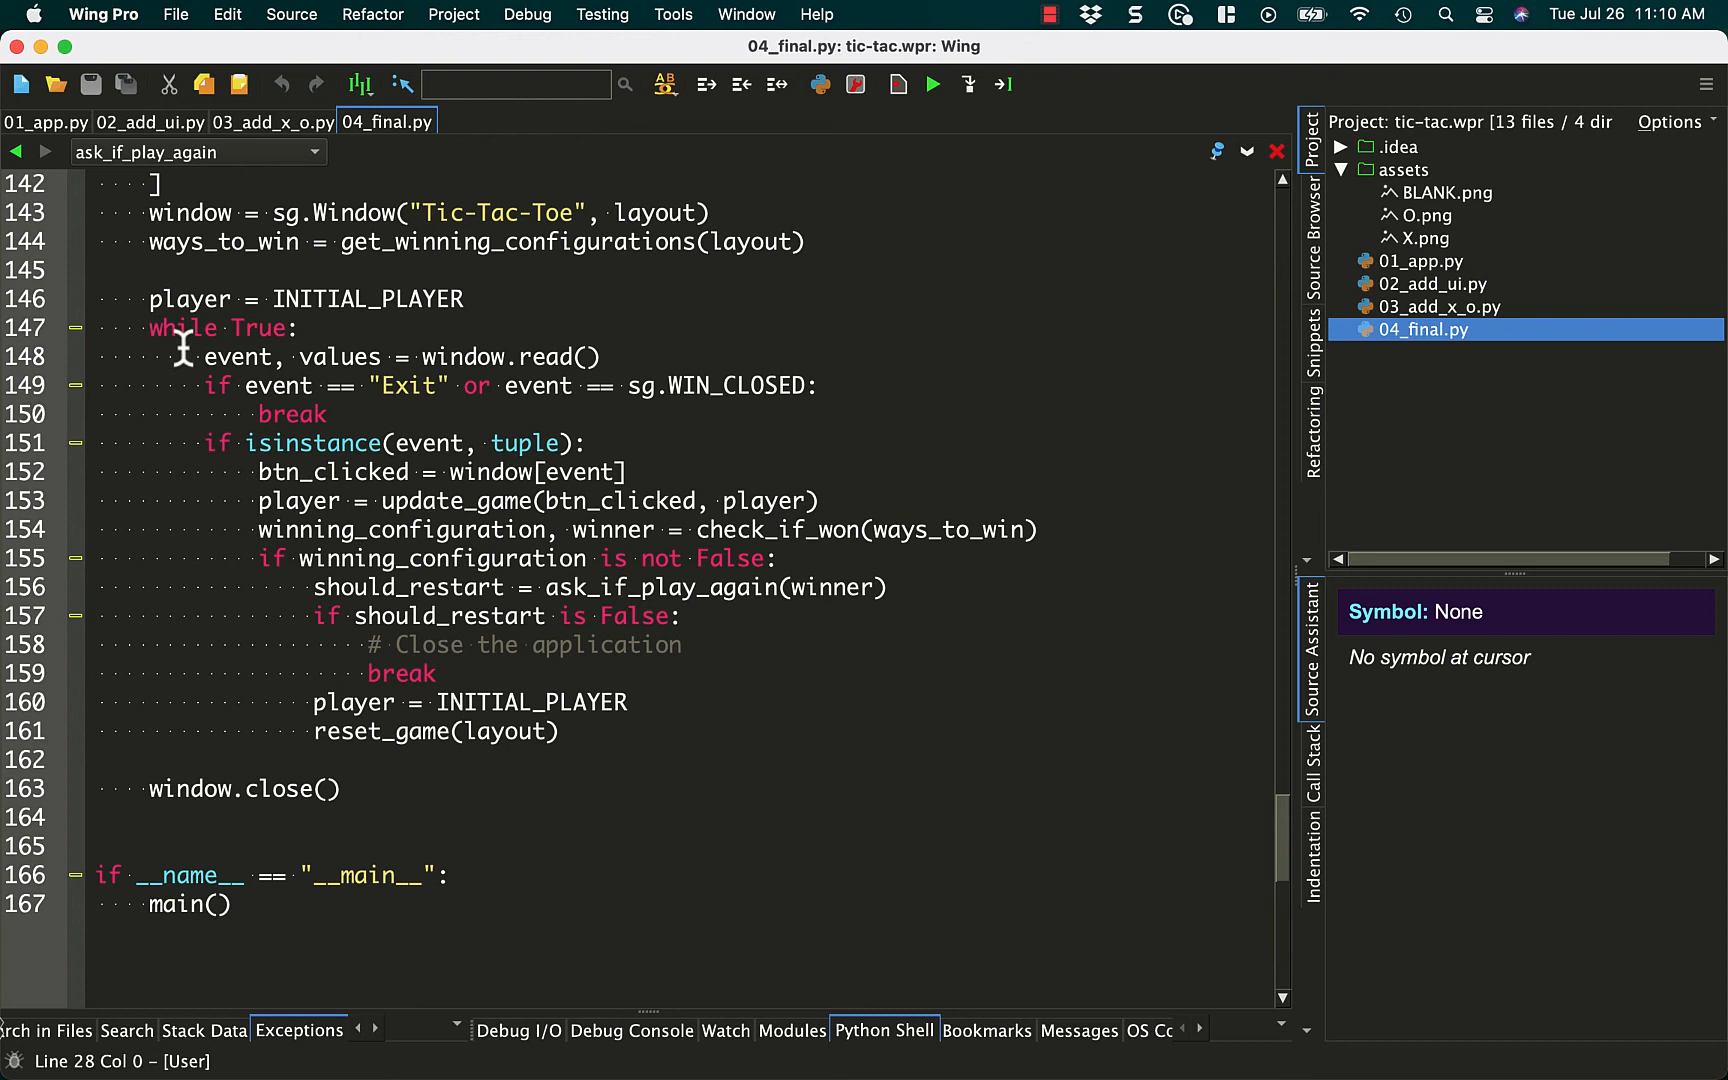 Wing Pro File Edit Source Refactor Project Debug Testing Tools Window Help Tue Jul 26 11:10 AM
04_final.py: tic-tac.wpr: Wing
01_app.py 02_add_ui.py 03_add_x_o.py 04_final.py
ask_if_play_again
142 ]
143 window = sg.Window("Tic-Tac-Toe", layout)
144 ways_to_win = get_winning_configurations(layout)
145
146 player = INITIAL_PLAYER
147 while True:
148 event, values = window.read()
149 if event == "Exit" or event == sg.WIN_CLOSED:
150 break
151 if isinstance(event, tuple):
152 btn_clicked = window[event]
153 player = update_game(btn_clicked, player)
154 winning_configuration, winner = check_if_won(ways_to_win)
155 if winning_configuration is not False:
156 should_restart = ask_if_play_again(winner)
157 if should_restart is False:
158 # Close the application
159 break
160 player = INITIAL_PLAYER
161 reset_game(layout)
162
163 window.close()
164
165
166 if __name__ == "__main__":
167 main()
Project
Source Browser
Snippets
Refactoring
Project: tic-tac.wpr [13 files / 4 dir Options
.idea
assets
BLANK.png
O.png
X.png
01_app.py
02_add_ui.py
03_add_x_o.py
04_final.py
Source Assistant
Call Stack
Indentation
Symbol: None
No symbol at cursor
rch in Files Search Stack Data Exceptions Debug I/O Debug Console Watch Modules Python Shell Bookmarks Messages OS Cc
Line 28 Col 0 - [User]